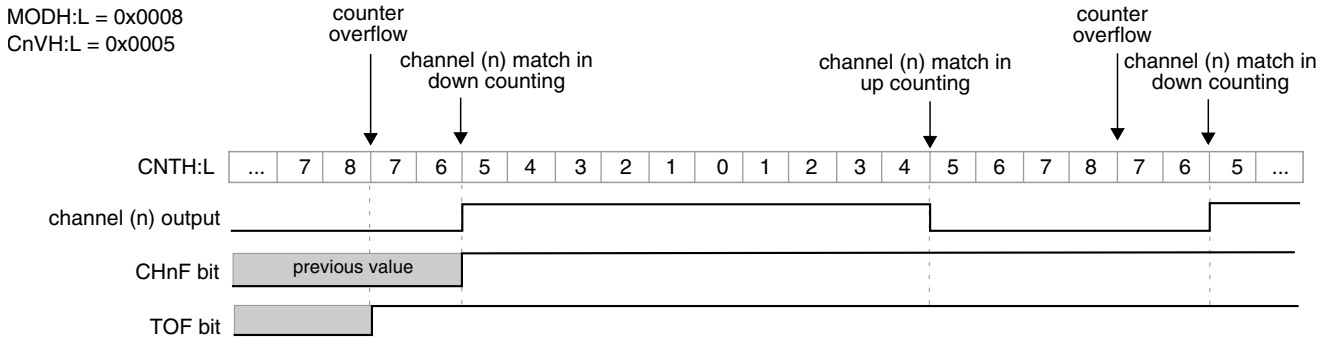 MODH:L = 0x0008
CnVH:L = 0x0005
counter
overflow
channel (n) match in
down counting
channel (n) match in
up counting
counter
overflow
channel (n) match in
down counting
CNTH:L ... 7 8 7 6 5 4 3 2 1 0 1 2 3 4 5 6 7 8 7 6 5 ...
channel (n) output
CHnF bit previous value
TOF bit